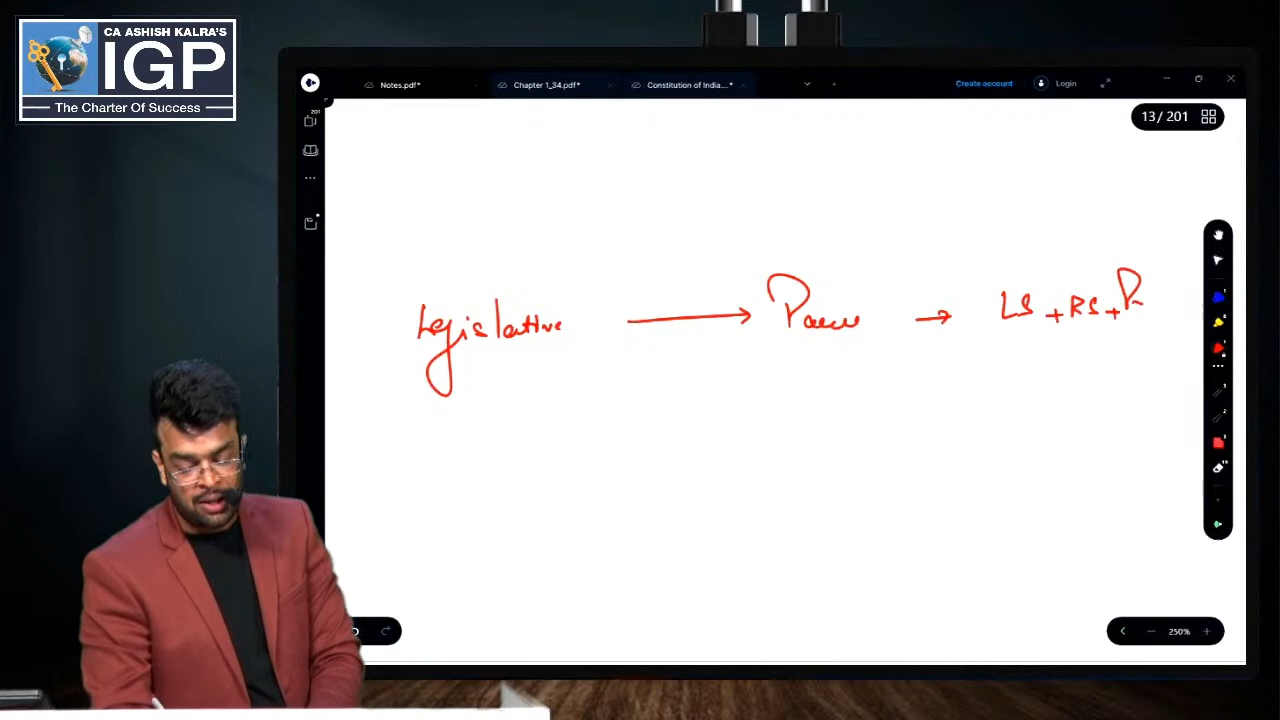 CA ASHISH KALRA'S
IGP
The Charter Of Success
Notes.pdf*
Chapter 1_34.pdf*
Constitution of India....*
Create account
Login
201
13 / 201
Legislative → → LS + RS + P
250%